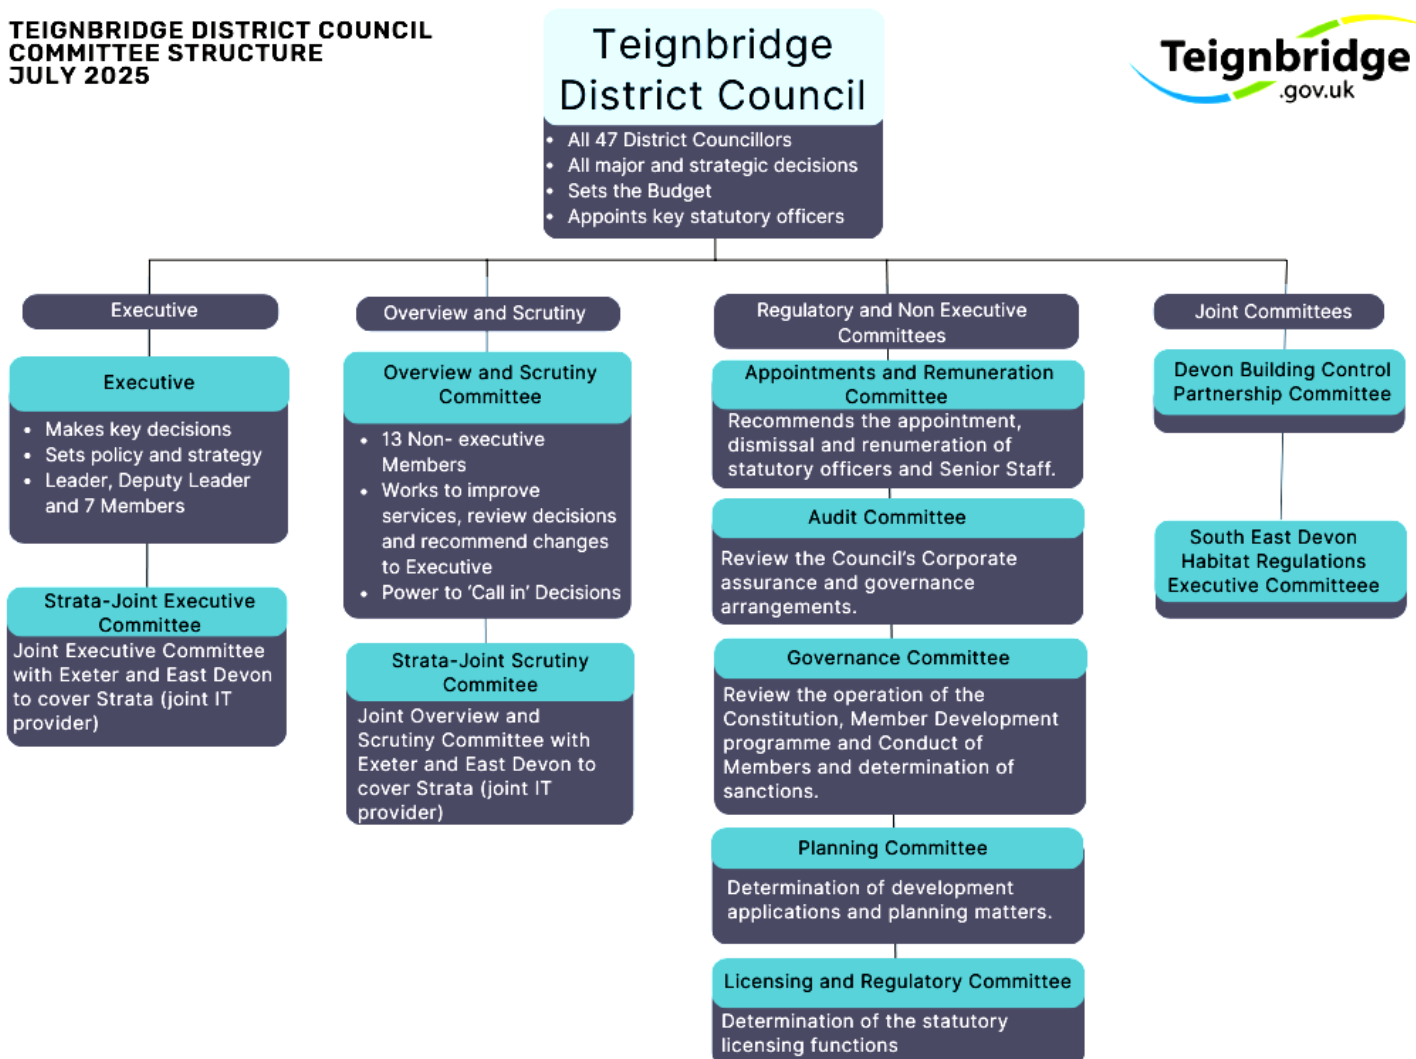 TEIGNBRIDGE DISTRICT COUNCIL
COMMITTEE STRUCTURE
JULY 2025
Teignbridge
District Council
• All 47 District Councillors
• All major and strategic decisions
• Sets the Budget
• Appoints key statutory officers
Teignbridge
.gov.uk
Executive
Executive
• Makes key decisions
• Sets policy and strategy
• Leader, Deputy Leader
and 7 Members
Strata-Joint Executive
Committee
Joint Executive Committee
with Exeter and East Devon
to cover Strata (joint IT
provider)
Overview and Scrutiny
Overview and Scrutiny
Committee
• 13 Non- executive
Members
• Works to improve
services, review decisions
and recommend changes
to Executive
• Power to ‘Call in’ Decisions
Strata-Joint Scrutiny
Commitee
Joint Overview and
Scrutiny Committee with
Exeter and East Devon to
cover Strata (joint IT
provider)
Regulatory and Non Executive
Committees
Appointments and Remuneration
Committee
Recommends the appointment,
dismissal and renumeration of
statutory officers and Senior Staff.
Audit Committee
Review the Council’s Corporate
assurance and governance
arrangements.
Governance Committee
Review the operation of the
Constitution, Member Development
programme and Conduct of
Members and determination of
sanctions.
Planning Committee
Determination of development
applications and planning matters.
Licensing and Regulatory Committee
Determination of the statutory
licensing functions
Joint Committees
Devon Building Control
Partnership Committee
South East Devon
Habitat Regulations
Executive Committeee